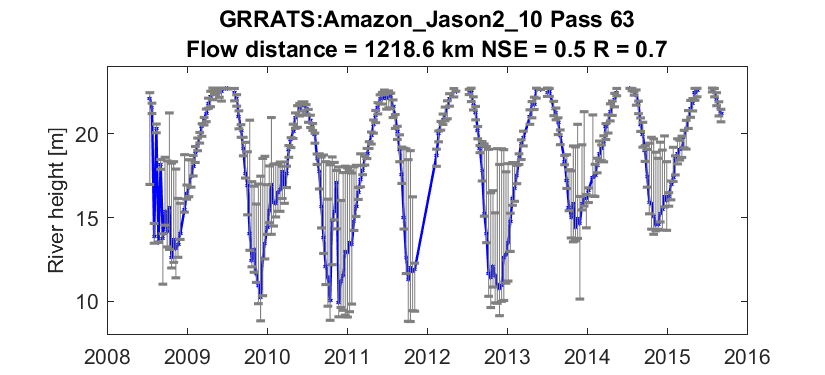 GRRATS:Amazon_Jason2_10 Pass 63
Flow distance = 1218.6 km NSE = 0.5 R = 0.7
River height [m]
20
15
10
2008 2009 2010 2011 2012 2013 2014 2015 2016